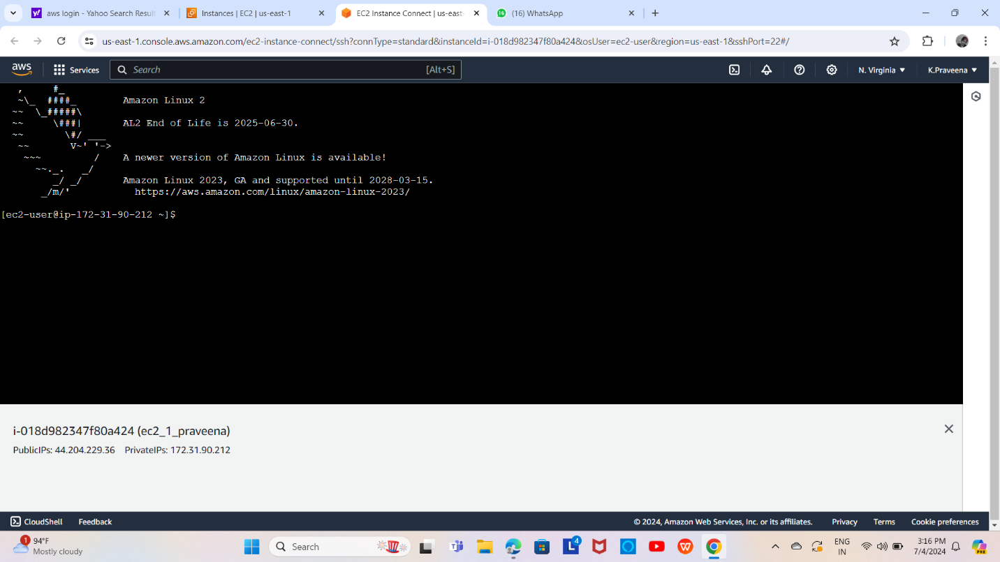 aws login - Yahoo Search Result
Instances | EC2 | us-east-1
EC2 Instance Connect | us-east-
(16) WhatsApp
us-east-1.console.aws.amazon.com/ec2-instance-connect/ssh?connType=standard&instanceId=i-018d982347f80a424&osUser=ec2-user&region=us-east-1&sshPort=22#/
aws
Services
Search
[Alt+S]
N. Virginia
K.Praveena
   ,     #_
   ~\_  ####_        Amazon Linux 2
  ~~  \_#####\
  ~~     \###|       AL2 End of Life is 2025-06-30.
  ~~       \#/ ___
   ~~       V~' '->
    ~~~         /    A newer version of Amazon Linux is available!
      ~~._.   _/
         _/ _/       Amazon Linux 2023, GA and supported until 2028-03-15.
       _/m/'           https://aws.amazon.com/linux/amazon-linux-2023/
[ec2-user@ip-172-31-90-212 ~]$
i-018d982347f80a424 (ec2_1_praveena)
PublicIPs: 44.204.229.36 PrivateIPs: 172.31.90.212
CloudShell
Feedback
© 2024, Amazon Web Services, Inc. or its affiliates.
Privacy
Terms
Cookie preferences
1
94°F
Mostly cloudy
Search
4
ENG
IN
3:16 PM
7/4/2024
PRE